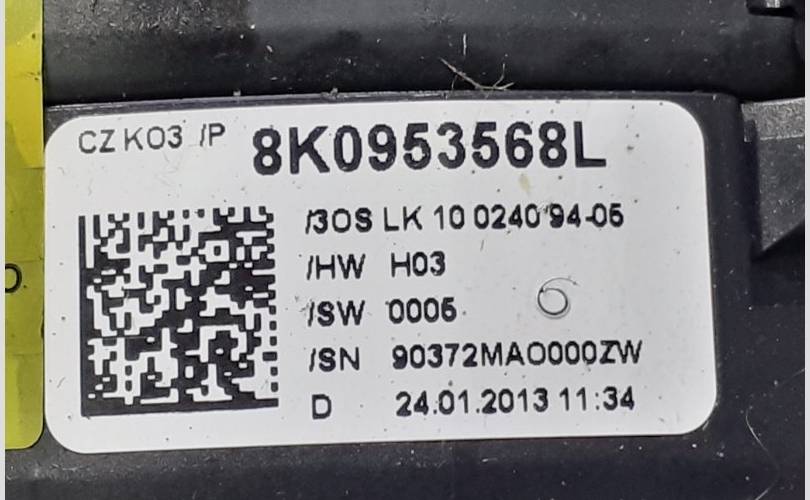 CZ K03 /P 8K0953568L
/3OS LK 10 0240 94-05
/HW H03
/SW 0005
/SN 90372MAO000ZW
D 24.01.2013 11:34